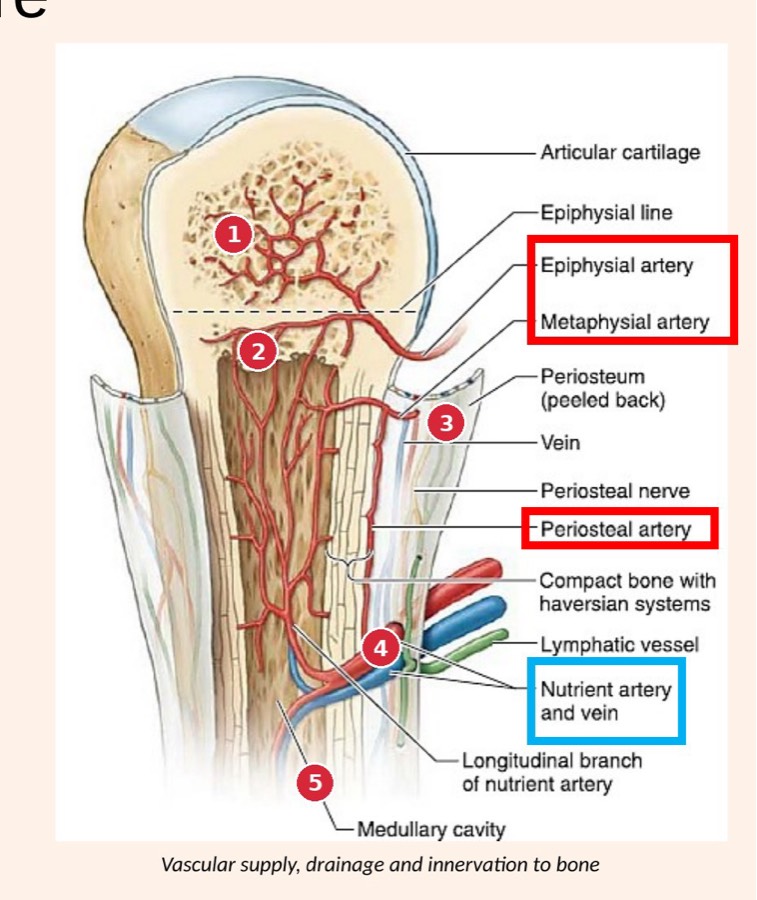 Articular cartilage
Epiphysial line
Epiphysial artery
1
Metaphysial artery
2
Periosteum
(peeled back)
3
Vein
Periosteal nerve
Periosteal artery
Compact bone with
haversian systems
4
Lymphatic vessel
Nutrient artery
and vein
Longitudinal branch
of nutrient artery
5
Medullary cavity
Vascular supply, drainage and innervation to bone